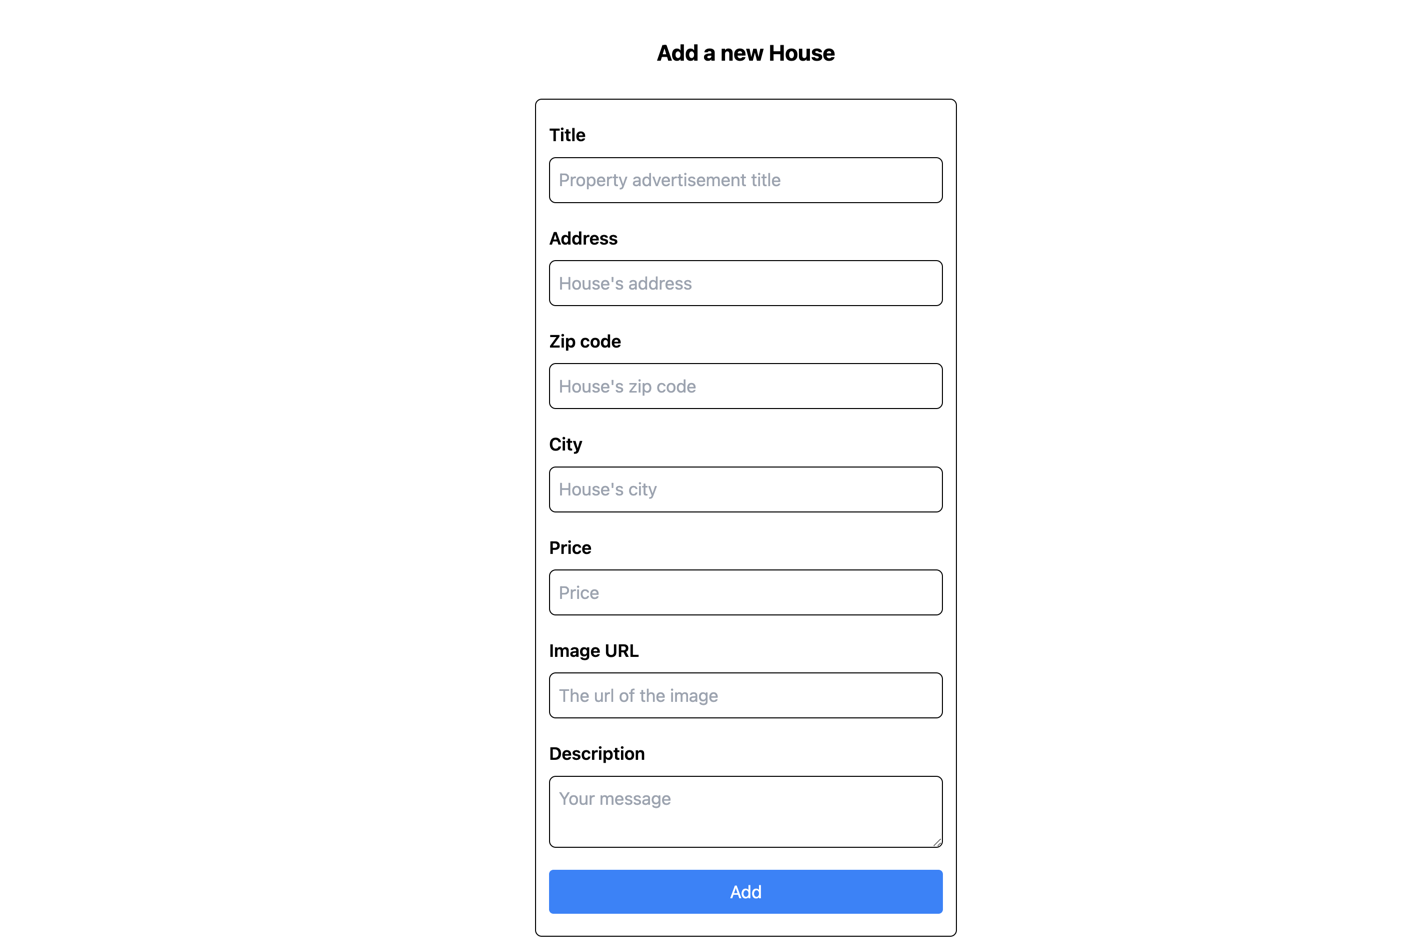 Add a new House
Title
Property advertisement title
Address
House's address
Zip code
House's zip code
City
House's city
Price
Price
Image URL
The url of the image
Description
Your message
Add